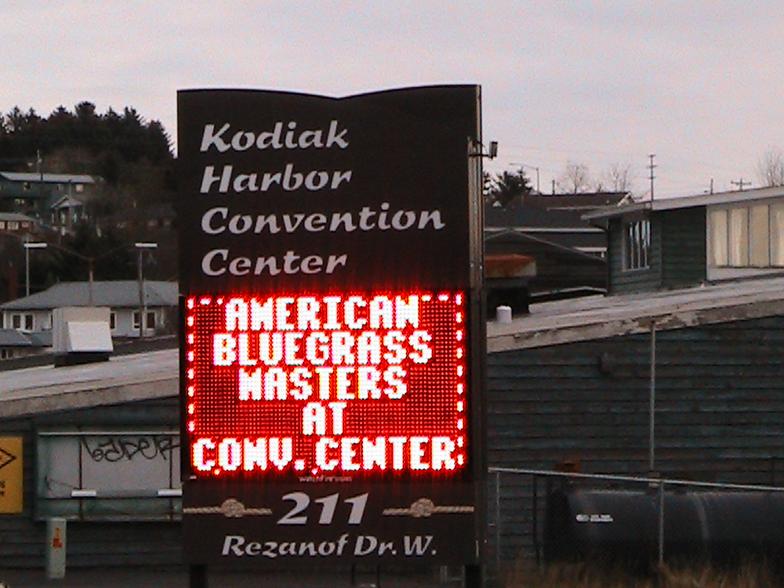 Kodiak
Harbor
Convention
Center
AMERICAN
BLUEGRASS
MASTERS
AT
CONV. CENTER
211
Rezanof Dr. W.